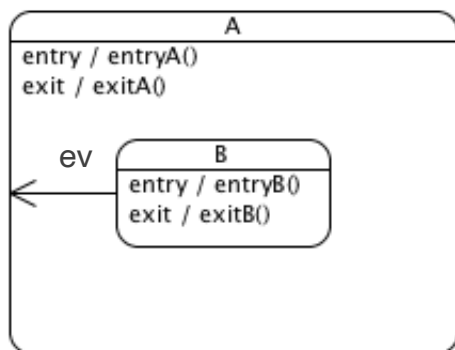 A
entry / entryA()
exit / exitA()
ev
B
entry / entryB()
exit / exitB()